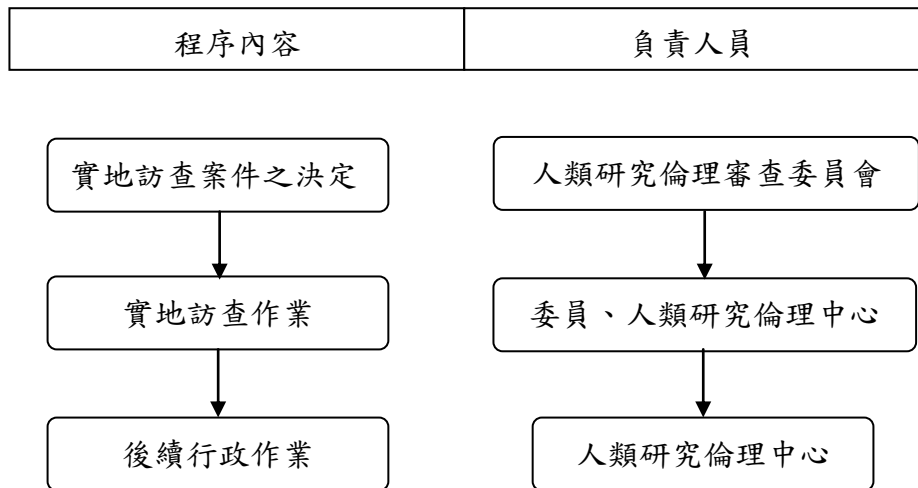 程序內容 負責人員
實地訪查案件之決定 人類研究倫理審查委員會
實地訪查作業 委員、人類研究倫理中心
後續行政作業 人類研究倫理中心